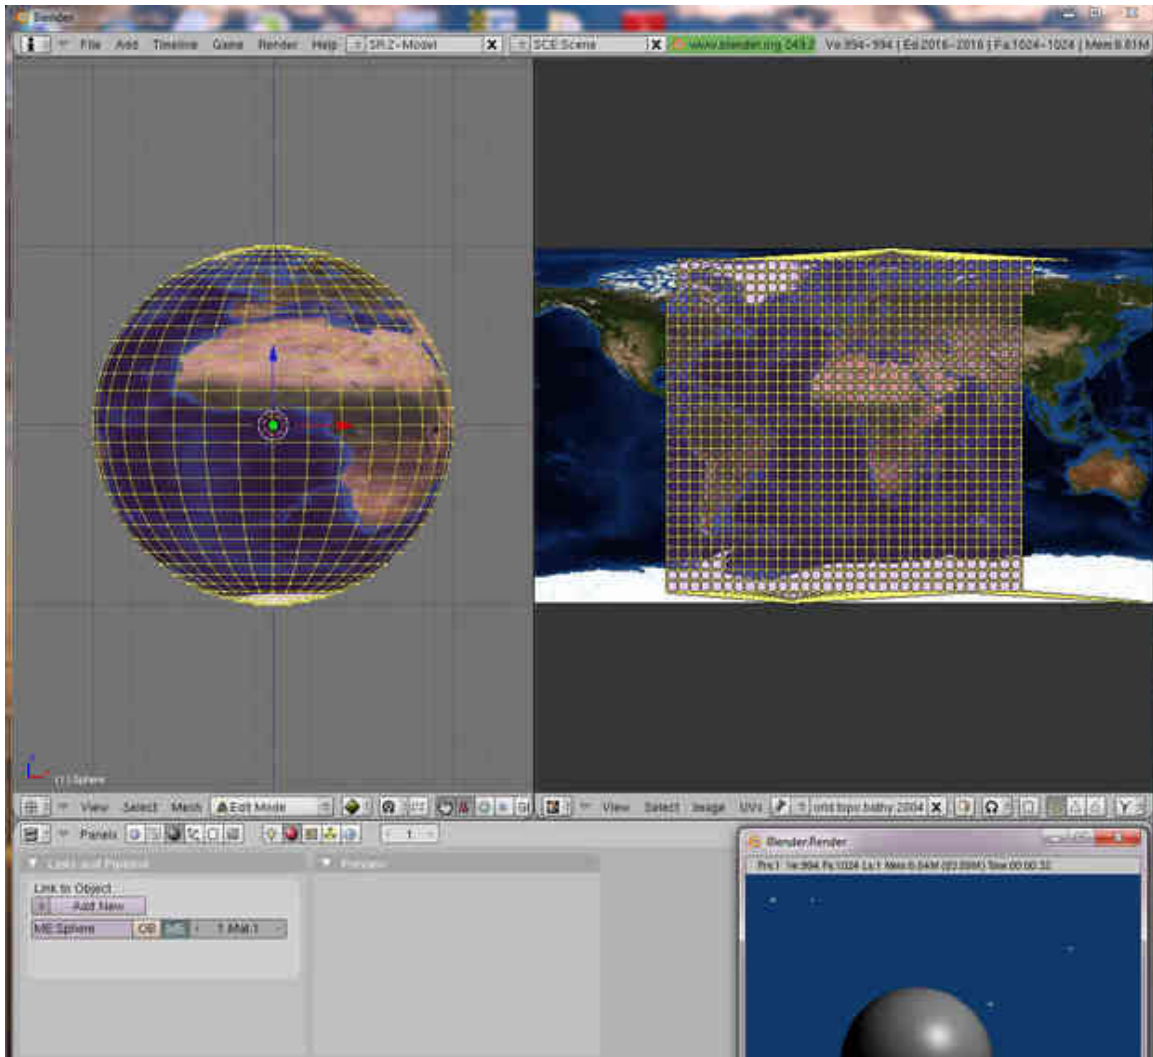 Blender
File Add Timeline Game Render Help SR:2-Model X SCE:Scene X www.blender.org 249.2 Ve:994-994 | Ed:2016-2016 | Fa:1024-1024 | Mem:8.81M
(1) Sphere
View Select Mesh Edit Mode
View Select Image UVs X
Panels 1
Links and Pipeline
Preview
Link to Object
Add New
ME:Sphere OB ME 1 Mat 1
Blender:Render